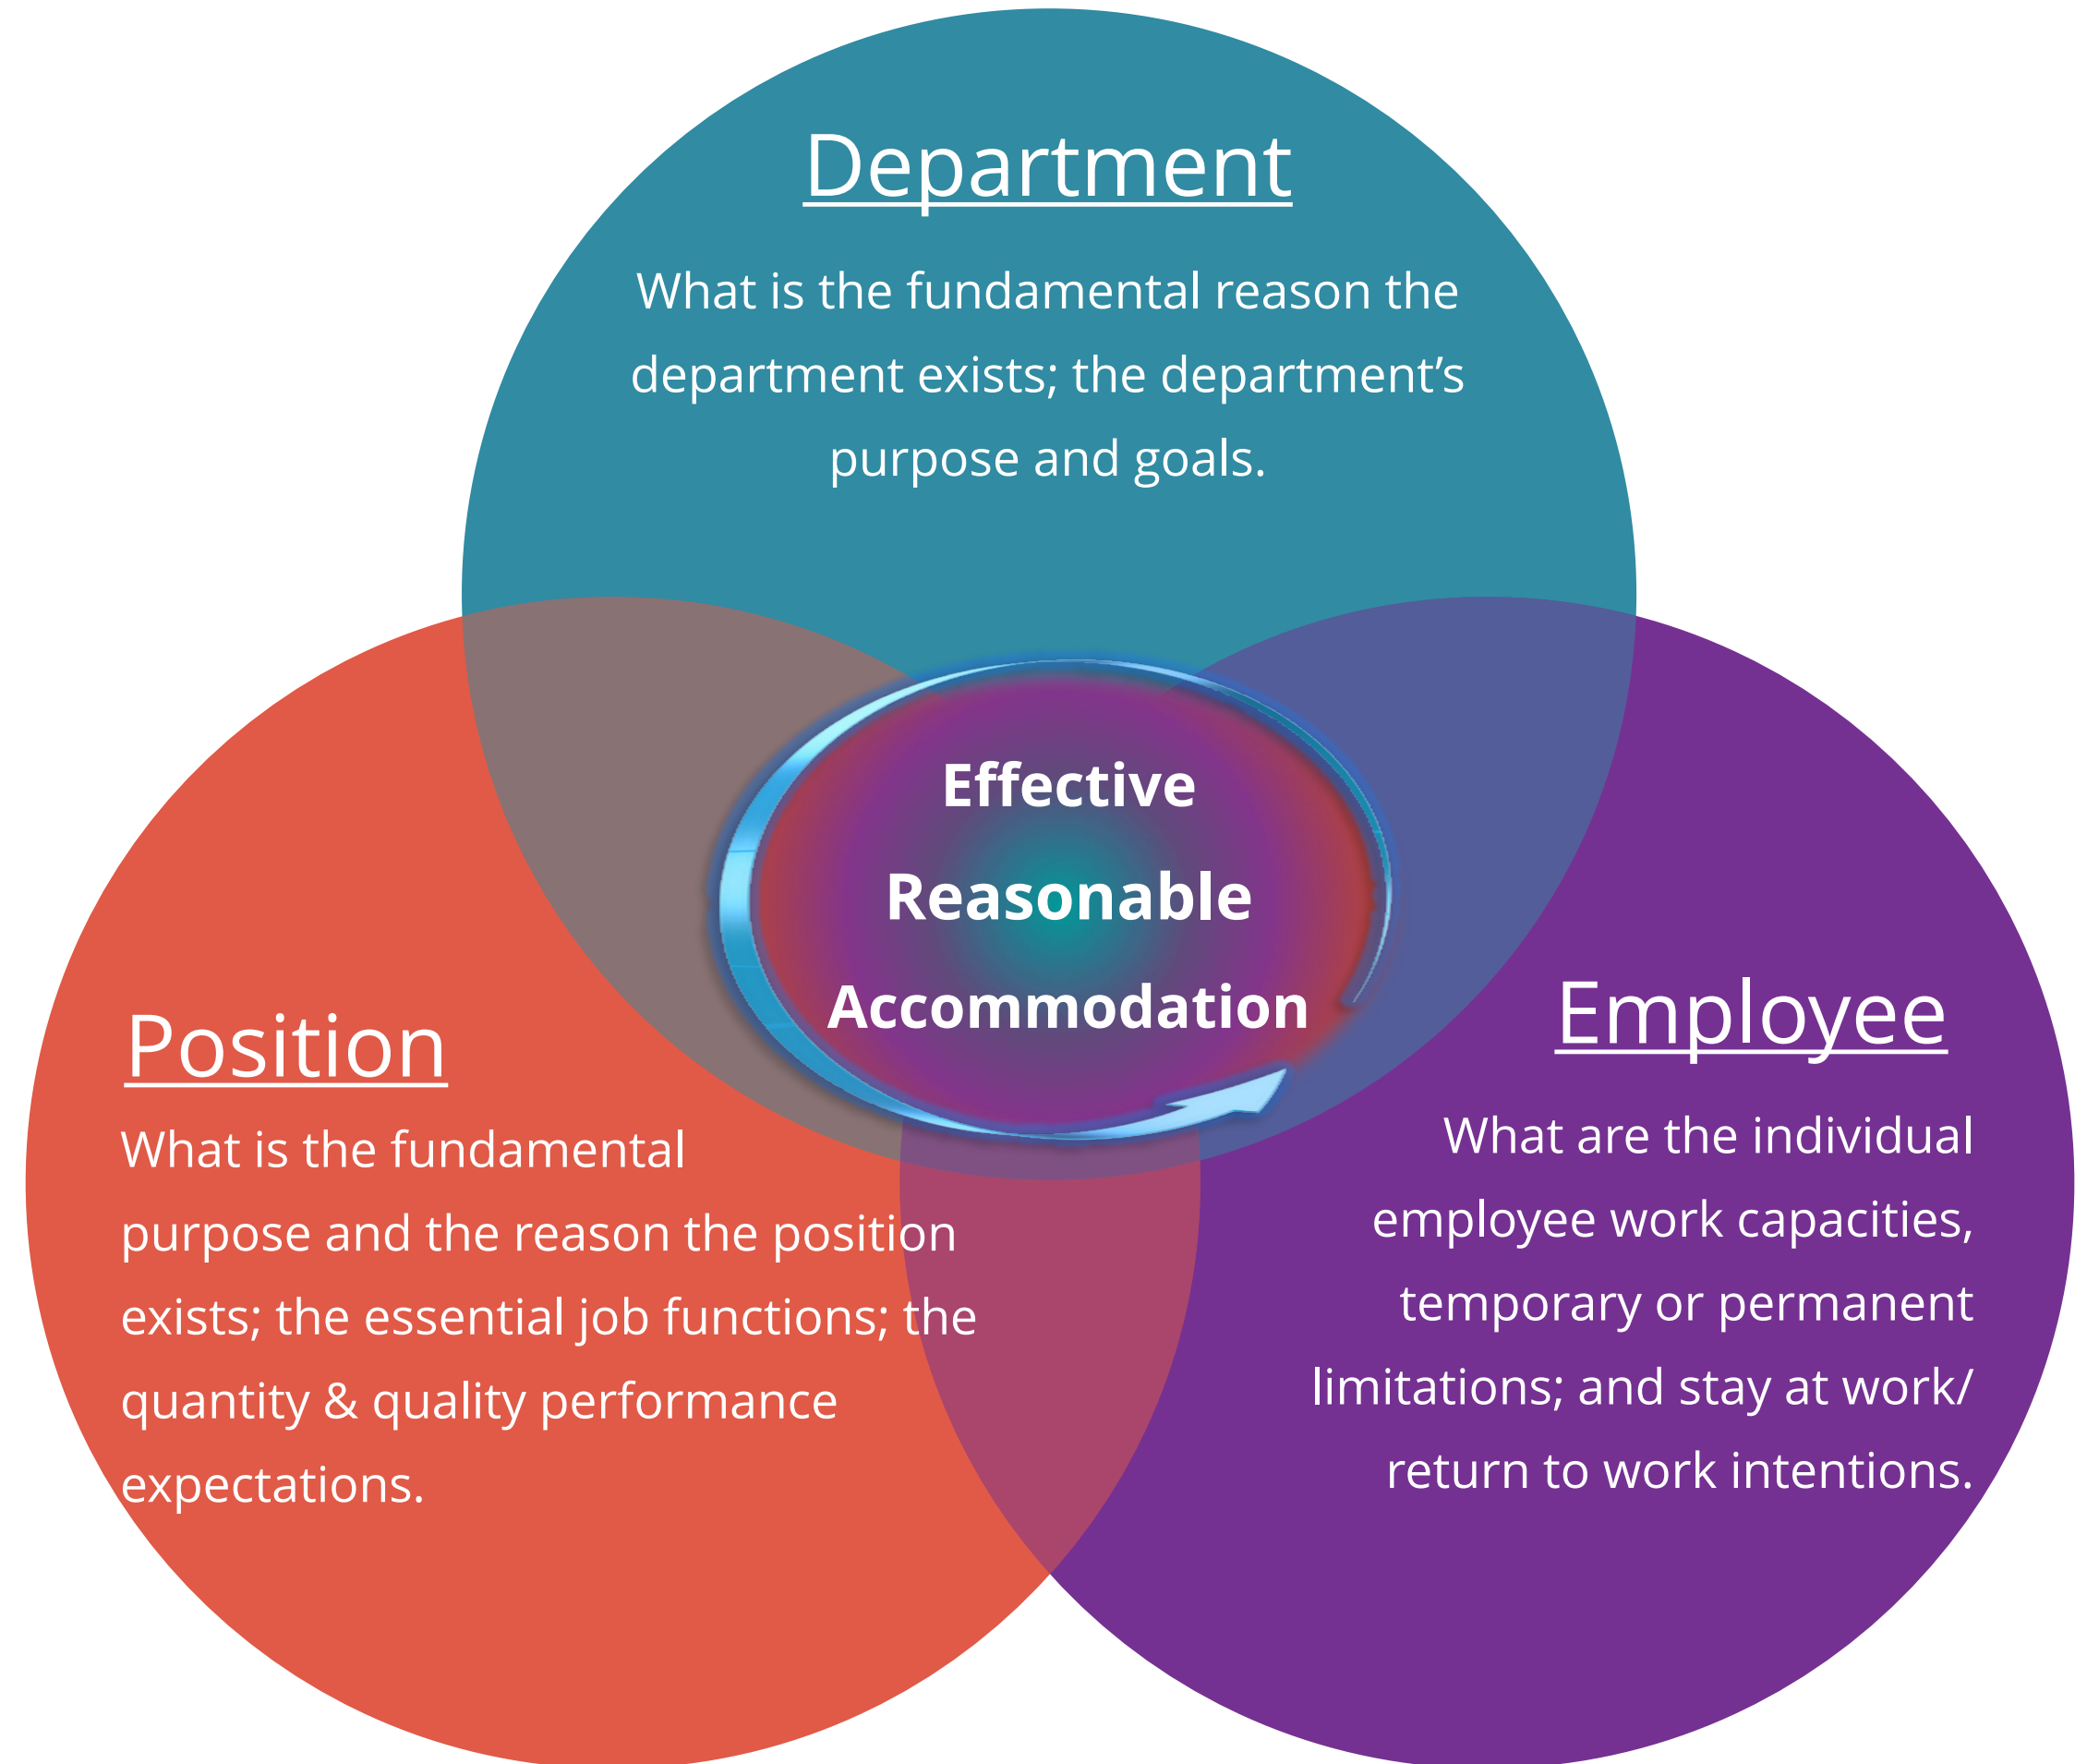 Department
What is the fundamental reason the
department exists; the department’s
purpose and goals.
Effective
Reasonable
Accommodation
Position
What is the fundamental
purpose and the reason the position
exists; the essential job functions; the
quantity & quality performance
expectations.
Employee
What are the individual
employee work capacities,
temporary or permanent
limitations; and stay at work/
return to work intentions.